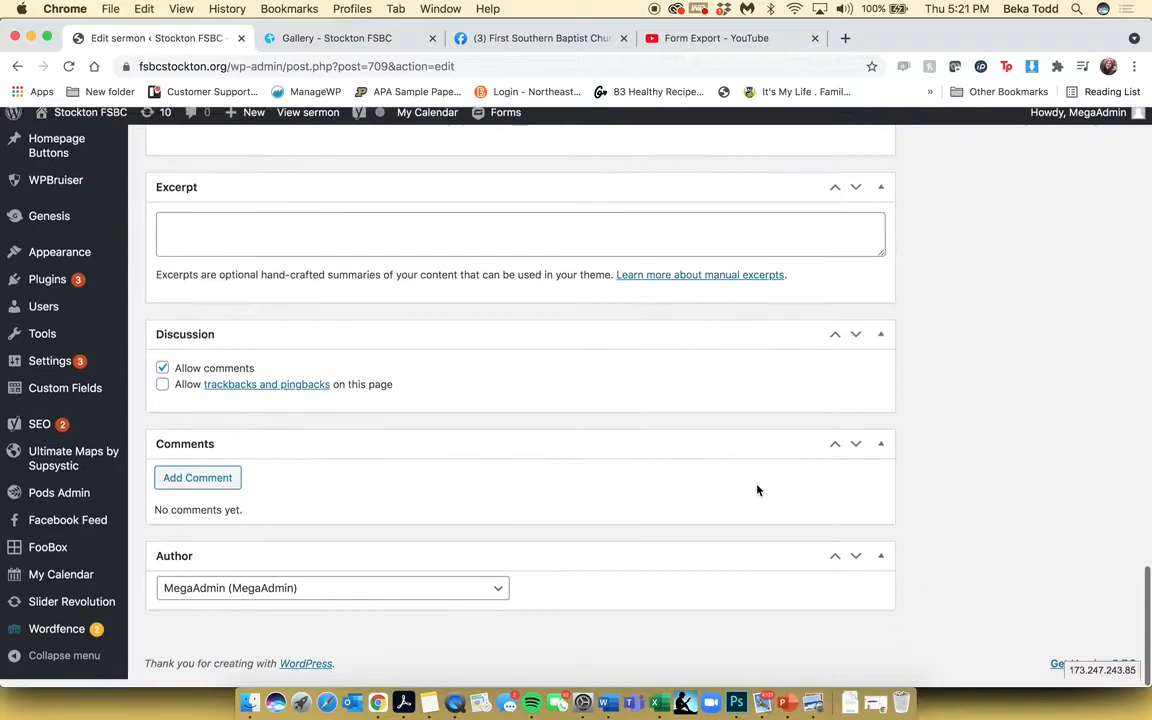 Chrome File Edit View History Bookmarks Profiles Tab Window Help 100% Thu 5:21 PM Beka Todd
Edit sermon ‹ Stockton FSBC – Gallery - Stockton FSBC (3) First Southern Baptist Chur Form Export - YouTube
fsbcstockton.org/wp-admin/post.php?post=709&action=edit
Apps New folder Customer Support... ManageWP APA Sample Pape... Login - Northeast... 83 Healthy Recipe... It's My Life . Famil... » Other Bookmarks Reading List
Stockton FSBC 10 0 New View sermon My Calendar Forms Howdy, MegaAdmin
Homepage
Buttons
WPBruiser
Genesis
Appearance
Plugins 3
Users
Tools
Settings 3
Custom Fields
SEO 2
Ultimate Maps by
Supsystic
Pods Admin
Facebook Feed
FooBox
My Calendar
Slider Revolution
Wordfence 2
Collapse menu
Excerpt
Excerpts are optional hand-crafted summaries of your content that can be used in your theme. Learn more about manual excerpts.
Discussion
Allow comments
Allow trackbacks and pingbacks on this page
Comments
Add Comment
No comments yet.
Author
MegaAdmin (MegaAdmin)
Thank you for creating with WordPress.
173.247.243.85